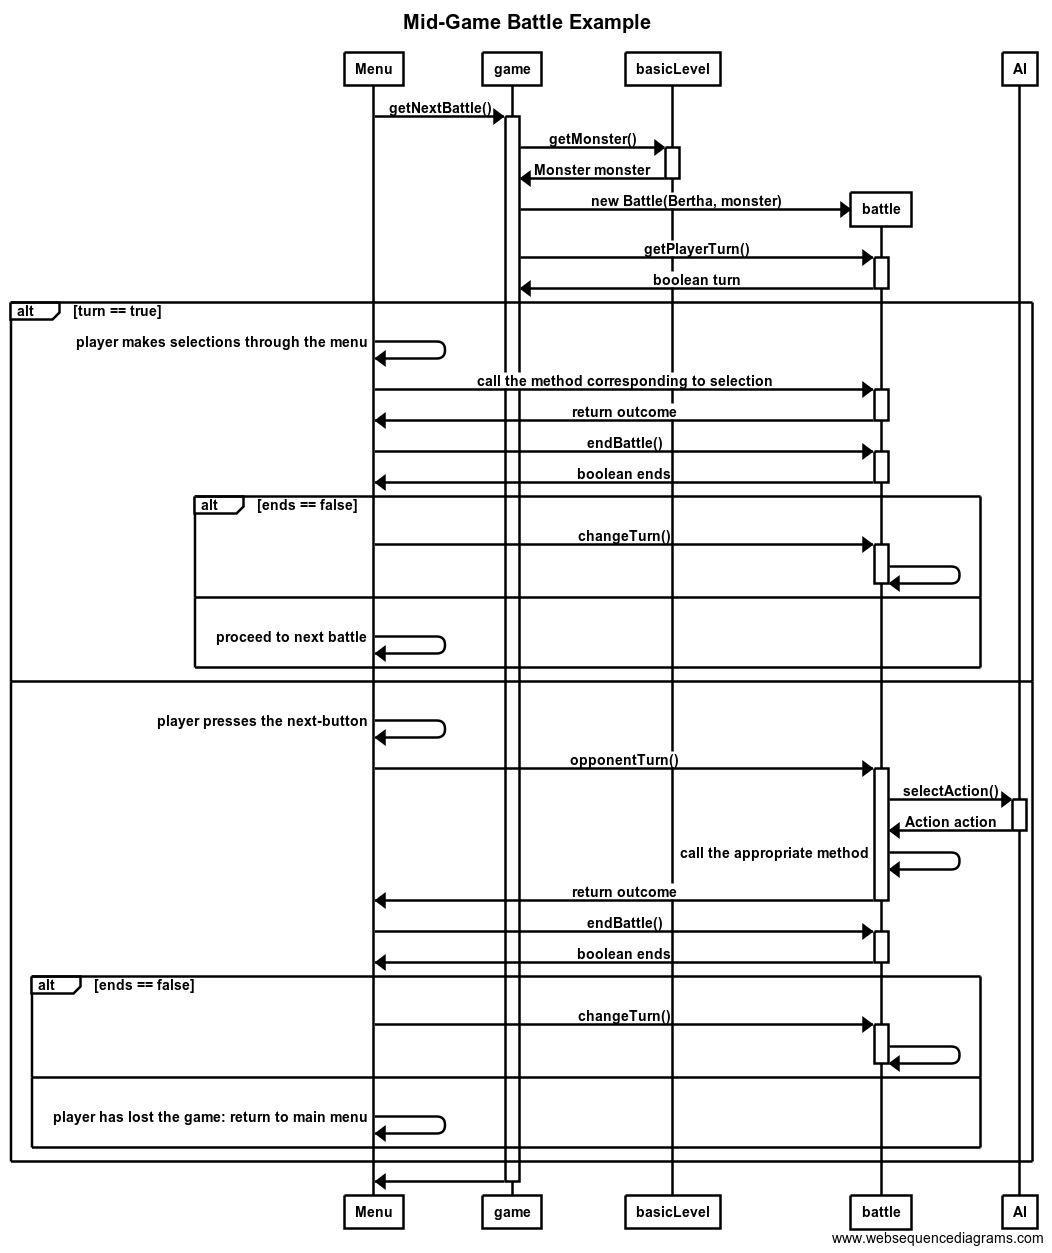 Mid-Game Battle Example
Menu
game
basicLevel
AI
getNextBattle()
getMonster()
Monster monster
new Battle(Bertha, monster)
battle
getPlayerTurn()
boolean turn
alt [turn == true]
player makes selections through the menu
call the method corresponding to selection
return outcome
endBattle()
boolean ends
alt [ends == false]
changeTurn()
proceed to next battle
player presses the next-button
opponentTurn()
selectAction()
Action action
call the appropriate method
return outcome
endBattle()
boolean ends
alt [ends == false]
changeTurn()
player has lost the game: return to main menu
Menu
game
basicLevel
battle
AI
www.websequencediagrams.com